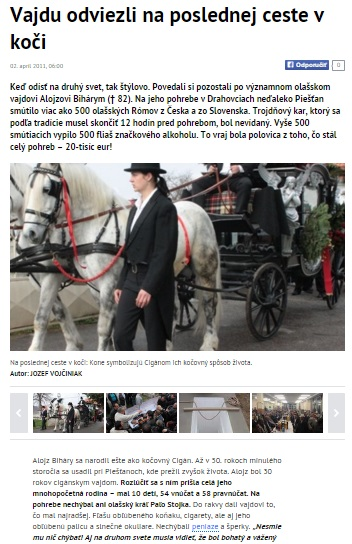 Vajdu odviezli na poslednej ceste v
koči
02. apríl 2011, 06:00
Odporučiť
0
Keď odísť na druhý svet, tak štýlovo. Povedali si pozostalí po významnom olašskom
vajdovi Alojzovi Bihárym († 82). Na jeho pohrebe v Drahovciach neďaleko Piešťan
smútilo viac ako 500 olašských Rómov z Česka a zo Slovenska. Trojdňový kar, ktorý sa
podľa tradície musel skončiť 12 hodín pred pohrebom, bol nevídaný. Vyše 500
smútiacich vypilo 500 fliaš značkového alkoholu. To vraj bola polovica z toho, čo stál
celý pohreb – 20-tisíc eur!
Na poslednej ceste v koči: Kone symbolizujú Cigánom ich kočovný spôsob života.
Autor: JOZEF VOJČINIAK
Alojz Biháry sa narodil ešte ako kočovný Cigán. Až v 50. rokoch minulého
storočia sa usadil pri Piešťanoch, kde prežil zvyšok života. Alojz bol 30
rokov cigánskym vajdom. Rozlúčiť sa s ním prišla celá jeho
mnohopočetná rodina – mal 10 detí, 54 vnúčat a 58 pravnúčat. Na
pohrebe nechýbal ani olašský kráľ Paľo Stojka. Do rakvy dali vajdovi to,
čo mal najradšej. Fľašu obľúbeného koňaku, cigarety, ale aj jeho
obľúbenú palicu a slnečné okuliare. Nechýbali peniaze a šperky. „Nesmie
mu nič chýbať! Aj na druhom svete musia vidieť, že bol bohatý a vážený